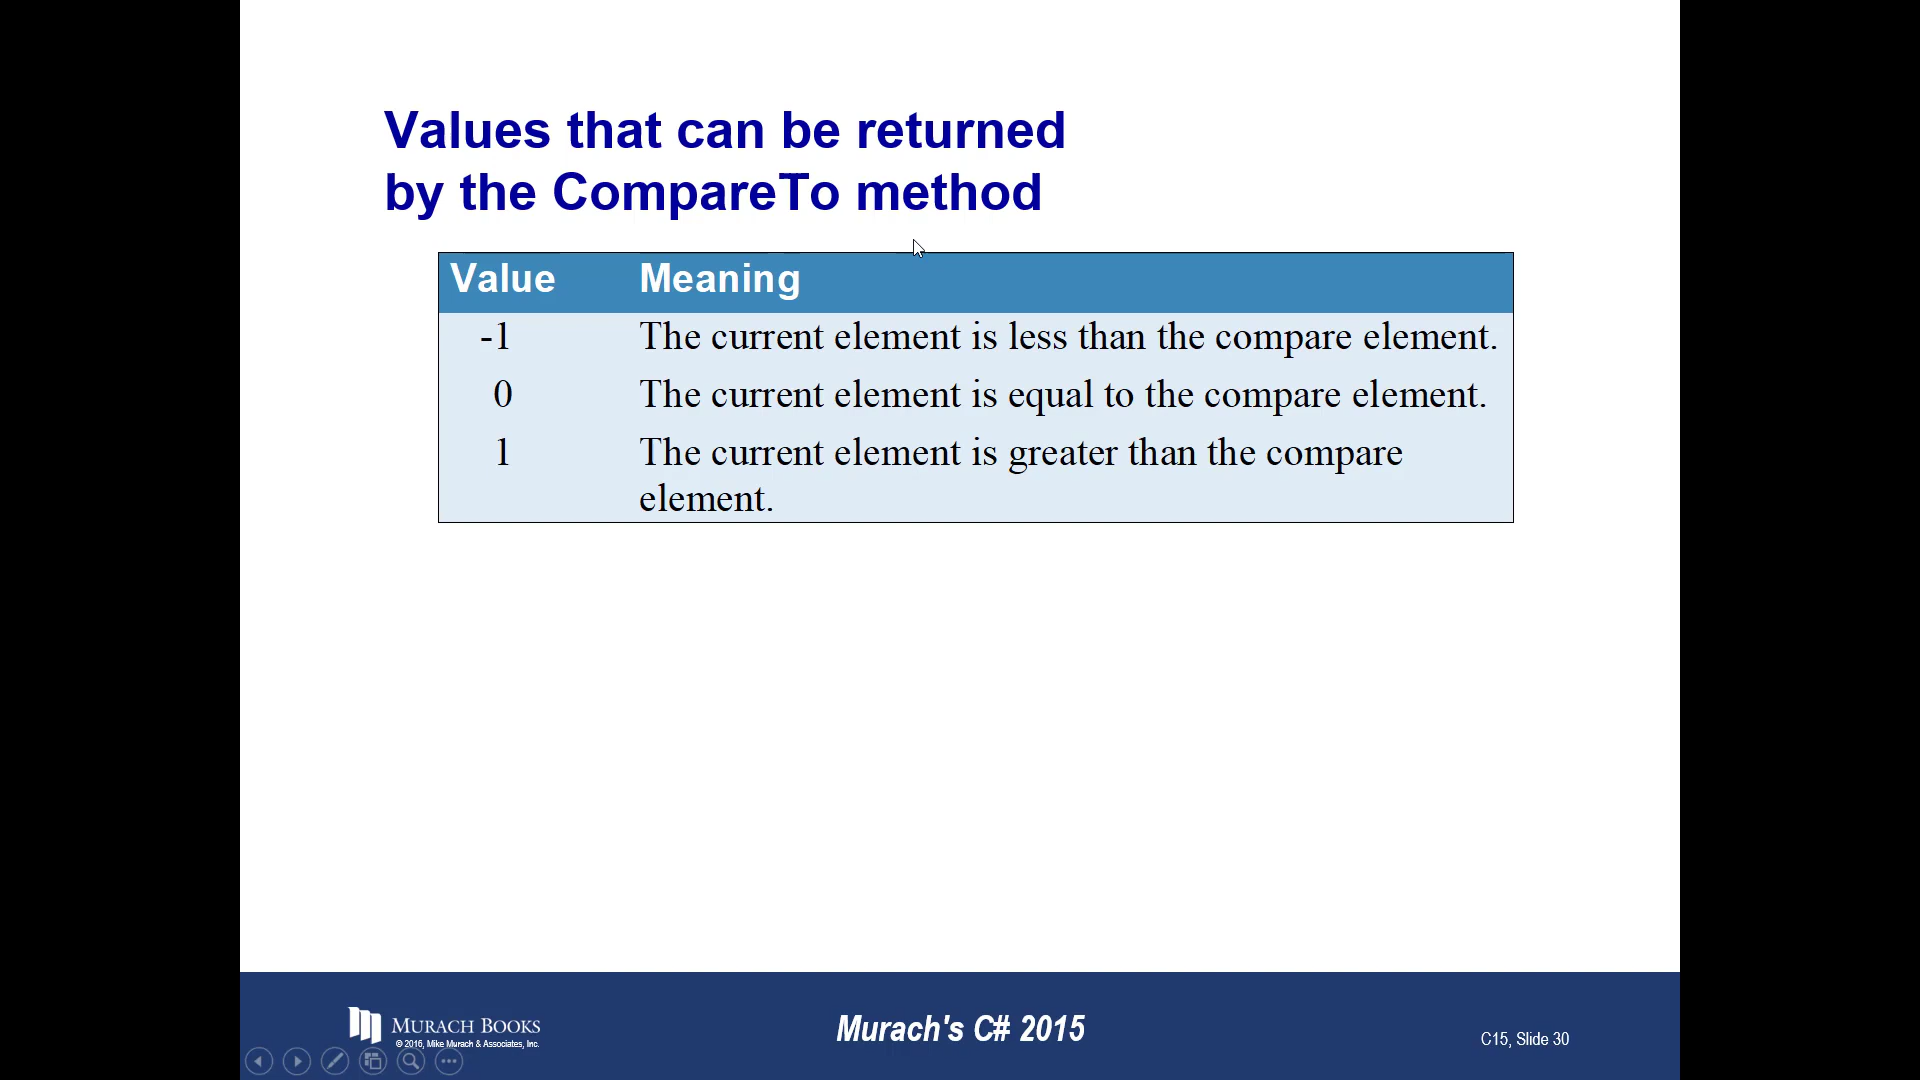 Values that can be returned
by the CompareTo method
Value Meaning
-1 The current element is less than the compare element.
0 The current element is equal to the compare element.
1 The current element is greater than the compare
element.
MURACH BOOKS
© 2016, Mike Murach & Associates, Inc.
Murach's C# 2015
C15, Slide 30